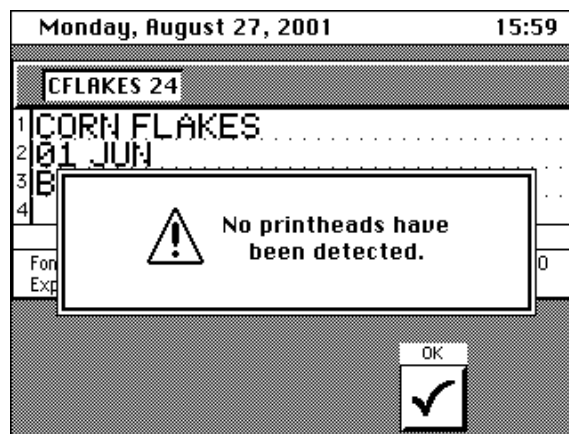 Monday, August 27, 2001 15:59
CFLAKES 24
1 CORN FLAKES
2 01 JUN
3 B
4
No printheads have
been detected.
Fon 0
Exp
OK